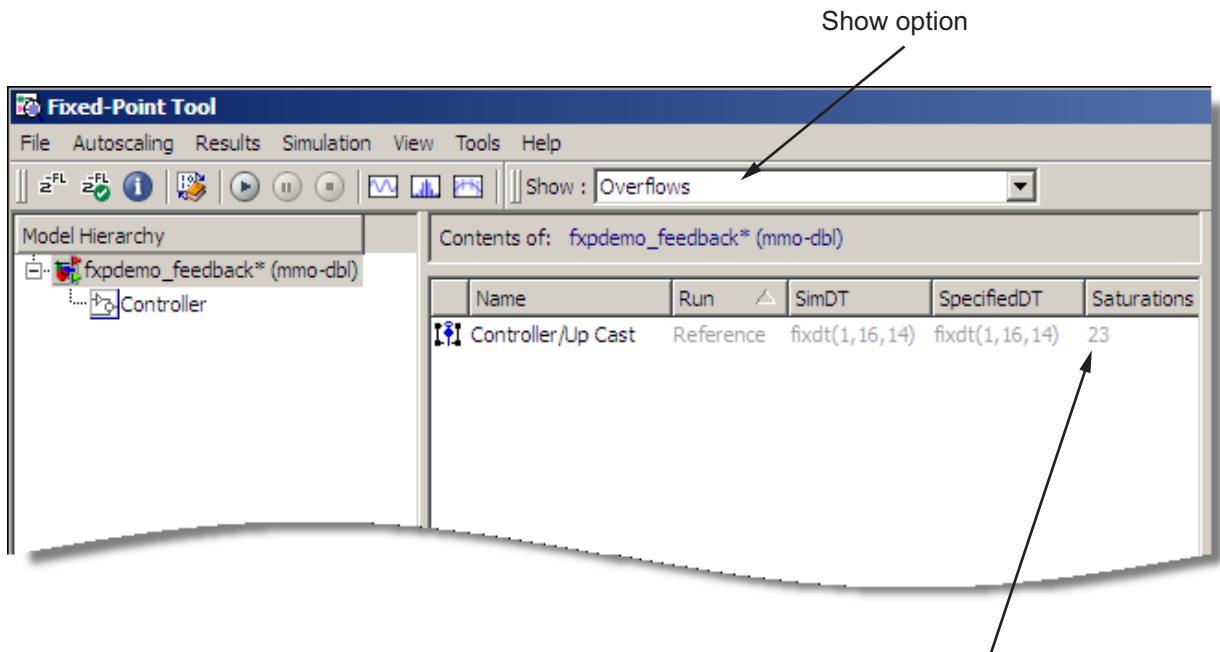 Show option
Fixed-Point Tool
File Autoscaling Results Simulation View Tools Help
Show : Overflows
Model Hierarchy
Contents of: fxpdemo_feedback* (mmo-dbl)
fxpdemo_feedback* (mmo-dbl)
Controller
Name Run SimDT SpecifiedDT Saturations
Controller/Up Cast Reference fixdt(1,16,14) fixdt(1,16,14) 23